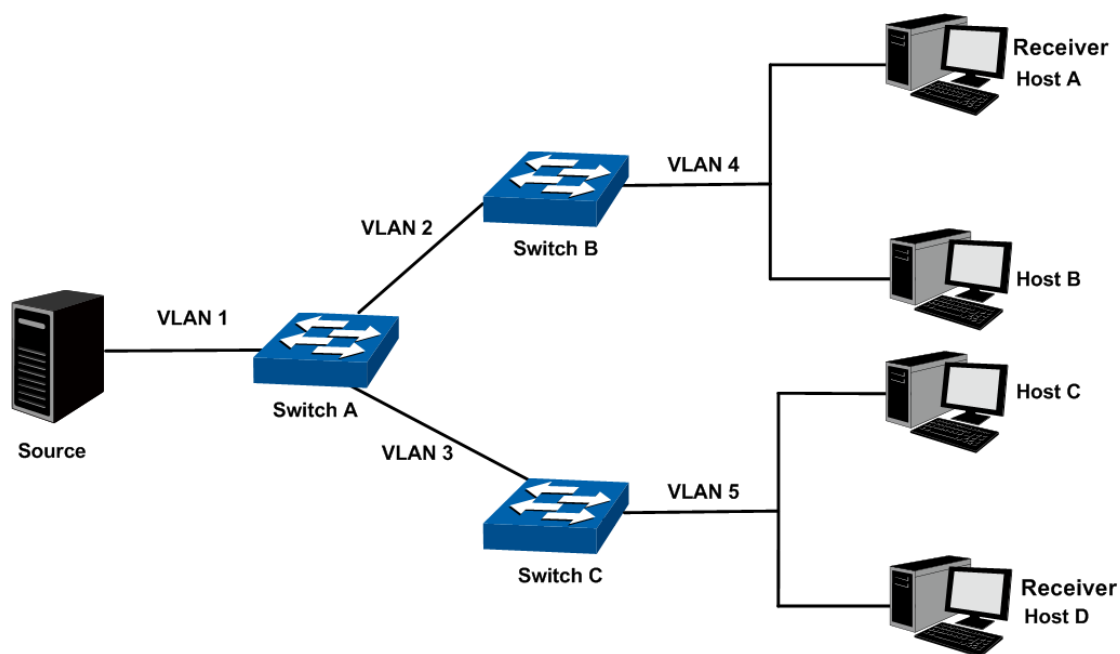 Receiver
Host A
VLAN 4
VLAN 2
Switch B
Host B
VLAN 1
Switch A
Source
Host C
VLAN 3
VLAN 5
Switch C
Receiver
Host D